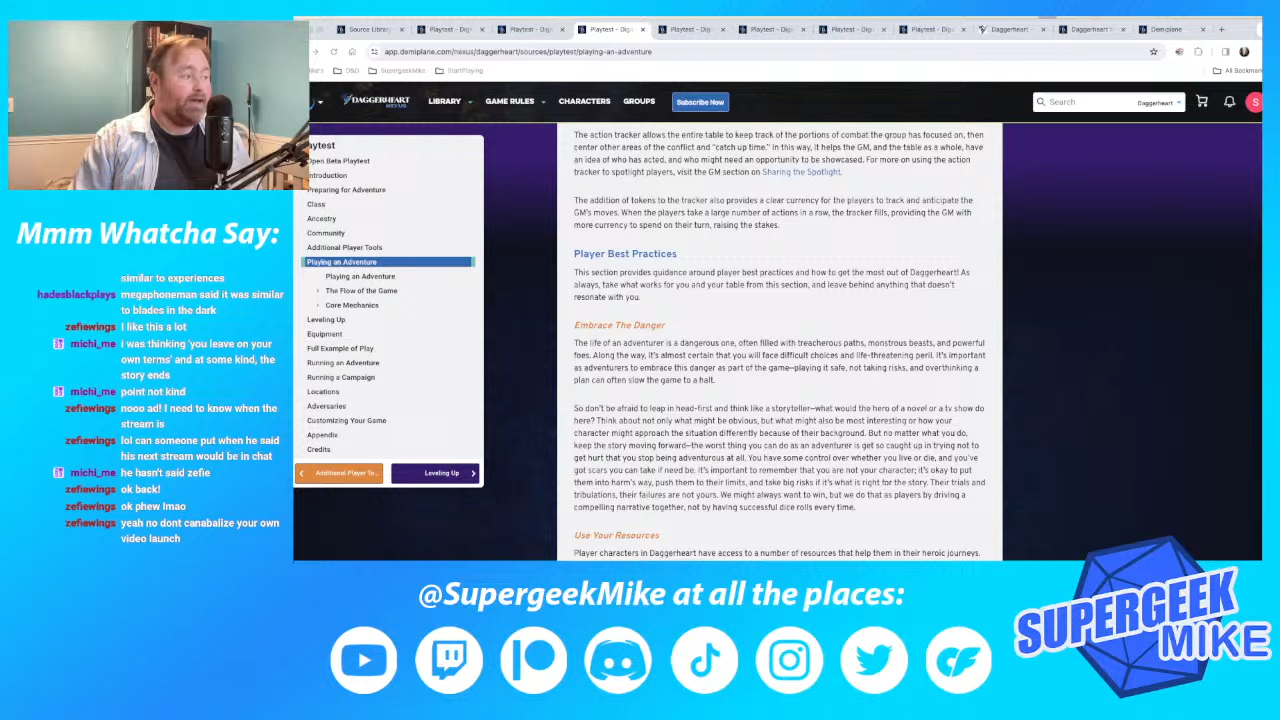 Source Library
Playtest - Dig
Playtest - Digi
Playtest - Digi
Playtest - Digi
Playtest - Digi
Playtest - Digi
Playtest - Digi
Daggerheart
Daggerheart
Demiplane
app.demiplane.com/nexus/daggerheart/sources/playtest/playing-an-adventure
D&D
SupergeekMike
StartPlaying
All Bookmar
DAGGERHEART
NEXUS
LIBRARY
GAME RULES
CHARACTERS
GROUPS
Subscribe Now
Search
Daggerheart
S
aytest
Open Beta Playtest
Introduction
Preparing for Adventure
Class
Ancestry
Community
Additional Player Tools
Playing an Adventure
Playing an Adventure
The Flow of the Game
Core Mechanics
Leveling Up
Equipment
Full Example of Play
Running an Adventure
Running a Campaign
Locations
Adversaries
Customizing Your Game
Appendix
Credits
Additional Player To...
Leveling Up
The action tracker allows the entire table to keep track of the portions of combat the group has focused on, then
center other areas of the conflict and “catch up time.” In this way, it helps the GM, and the table as a whole, have
an idea of who has acted, and who might need an opportunity to be showcased. For more on using the action
tracker to spotlight players, visit the GM section on Sharing the Spotlight.
The addition of tokens to the tracker also provides a clear currency for the players to track and anticipate the
GM’s moves. When the players take a large number of actions in a row, the tracker fills, providing the GM with
more currency to spend on their turn, raising the stakes.
Player Best Practices
This section provides guidance around player best practices and how to get the most out of Daggerheart! As
always, take what works for you and your table from this section, and leave behind anything that doesn’t
resonate with you.
Embrace The Danger
The life of an adventurer is a dangerous one, often filled with treacherous paths, monstrous beasts, and powerful
foes. Along the way, it’s almost certain that you will face difficult choices and life-threatening peril. It’s important
as adventurers to embrace this danger as part of the game—playing it safe, not taking risks, and overthinking a
plan can often slow the game to a halt.
So don’t be afraid to leap in head-first and think like a storyteller—what would the hero of a novel or a tv show do
here? Think about not only what might be obvious, but what might also be most interesting or how your
character might approach the situation differently because of their background. But no matter what you do,
keep the story moving forward—the worst thing you can do as an adventurer is get so caught up in trying not to
get hurt that you stop being adventurous at all. You have some control over whether you live or die, and you’ve
got scars you can take if need be. It’s important to remember that you are not your character; it’s okay to put
them into harm’s way, push them to their limits, and take big risks if it’s what is right for the story. Their trials and
tribulations, their failures are not yours. We might always want to win, but we do that as players by driving a
compelling narrative together, not by having successful dice rolls every time.
Use Your Resources
Player characters in Daggerheart have access to a number of resources that help them in their heroic journeys.
Mmm Whatcha Say:
similar to experiences
hadesblackplays megaphoneman said it was similar
to blades in the dark
zefiewings I like this a lot
michi_me i was thinking 'you leave on your
own terms' and at some kind, the
story ends
michi_me point not kind
zefiewings nooo ad! I need to know when the
stream is
zefiewings lol can someone put when he said
his next stream would be in chat
michi_me he hasn't said zefie
zefiewings ok back!
zefiewings ok phew lmao
zefiewings yeah no dont canabalize your own
video launch
@SupergeekMike at all the places:
SUPERGEEK
MIKE